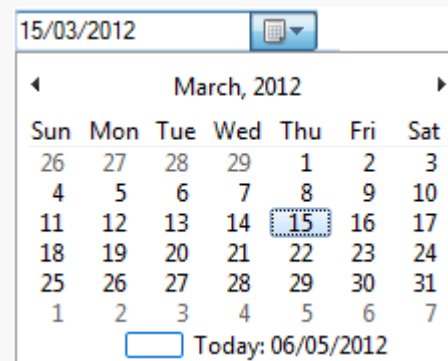 15/03/2012
March, 2012
Sun Mon Tue Wed Thu Fri Sat
26 27 28 29 1 2 3
4 5 6 7 8 9 10
11 12 13 14 15 16 17
18 19 20 21 22 23 24
25 26 27 28 29 30 31
1 2 3 4 5 6 7
Today: 06/05/2012